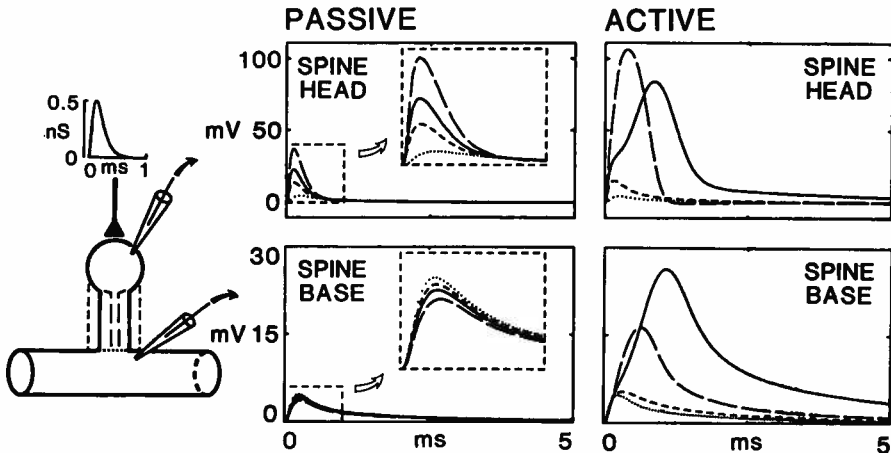 PASSIVE
ACTIVE
100
SPINE
HEAD
mV
50
0
SPINE
HEAD
0.5
nS
0
0 ms 1
30
SPINE
BASE
mV
15
0
0
ms
5
SPINE
BASE
0
ms
5